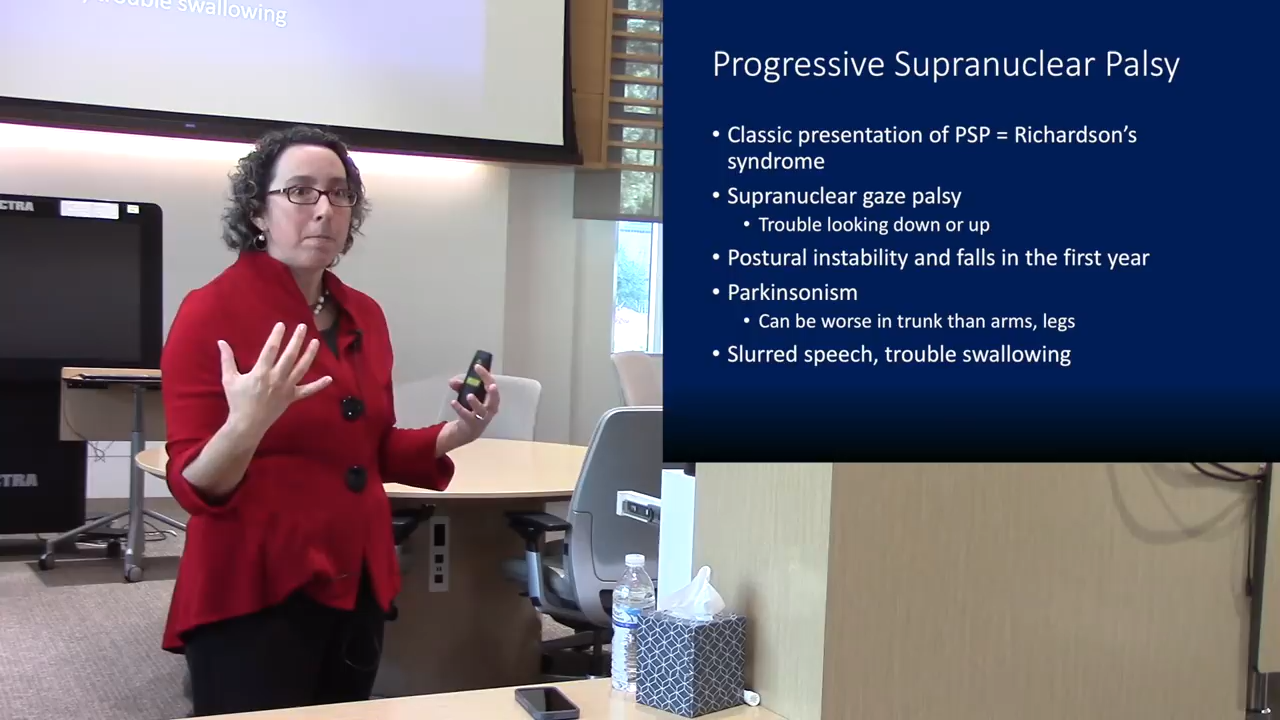 trouble swallowing
CTRA
CTRA
Progressive Supranuclear Palsy
• Classic presentation of PSP = Richardson's
syndrome
• Supranuclear gaze palsy
• Trouble looking down or up
• Postural instability and falls in the first year
• Parkinsonism
• Can be worse in trunk than arms, legs
• Slurred speech, trouble swallowing